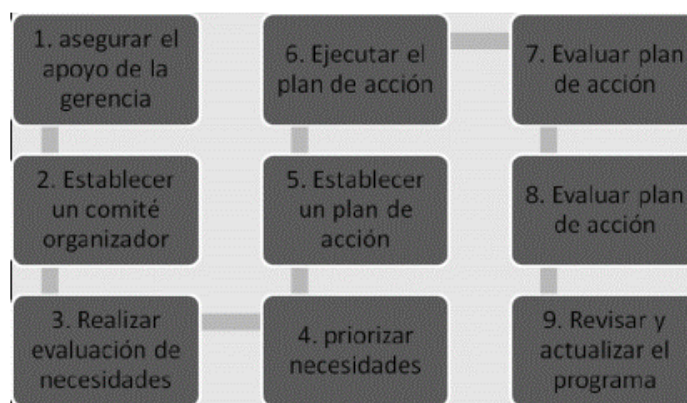 1. asegurar el
apoyo de la
gerencia
2. Establecer
un comité
organizador
3. Realizar
evaluación de
necesidades
4. priorizar
necesidades
5. Establecer
un plan de
acción
6. Ejecutar el
plan de acción
7. Evaluar plan
de acción
8. Evaluar plan
de acción
9. Revisar y
actualizar el
programa